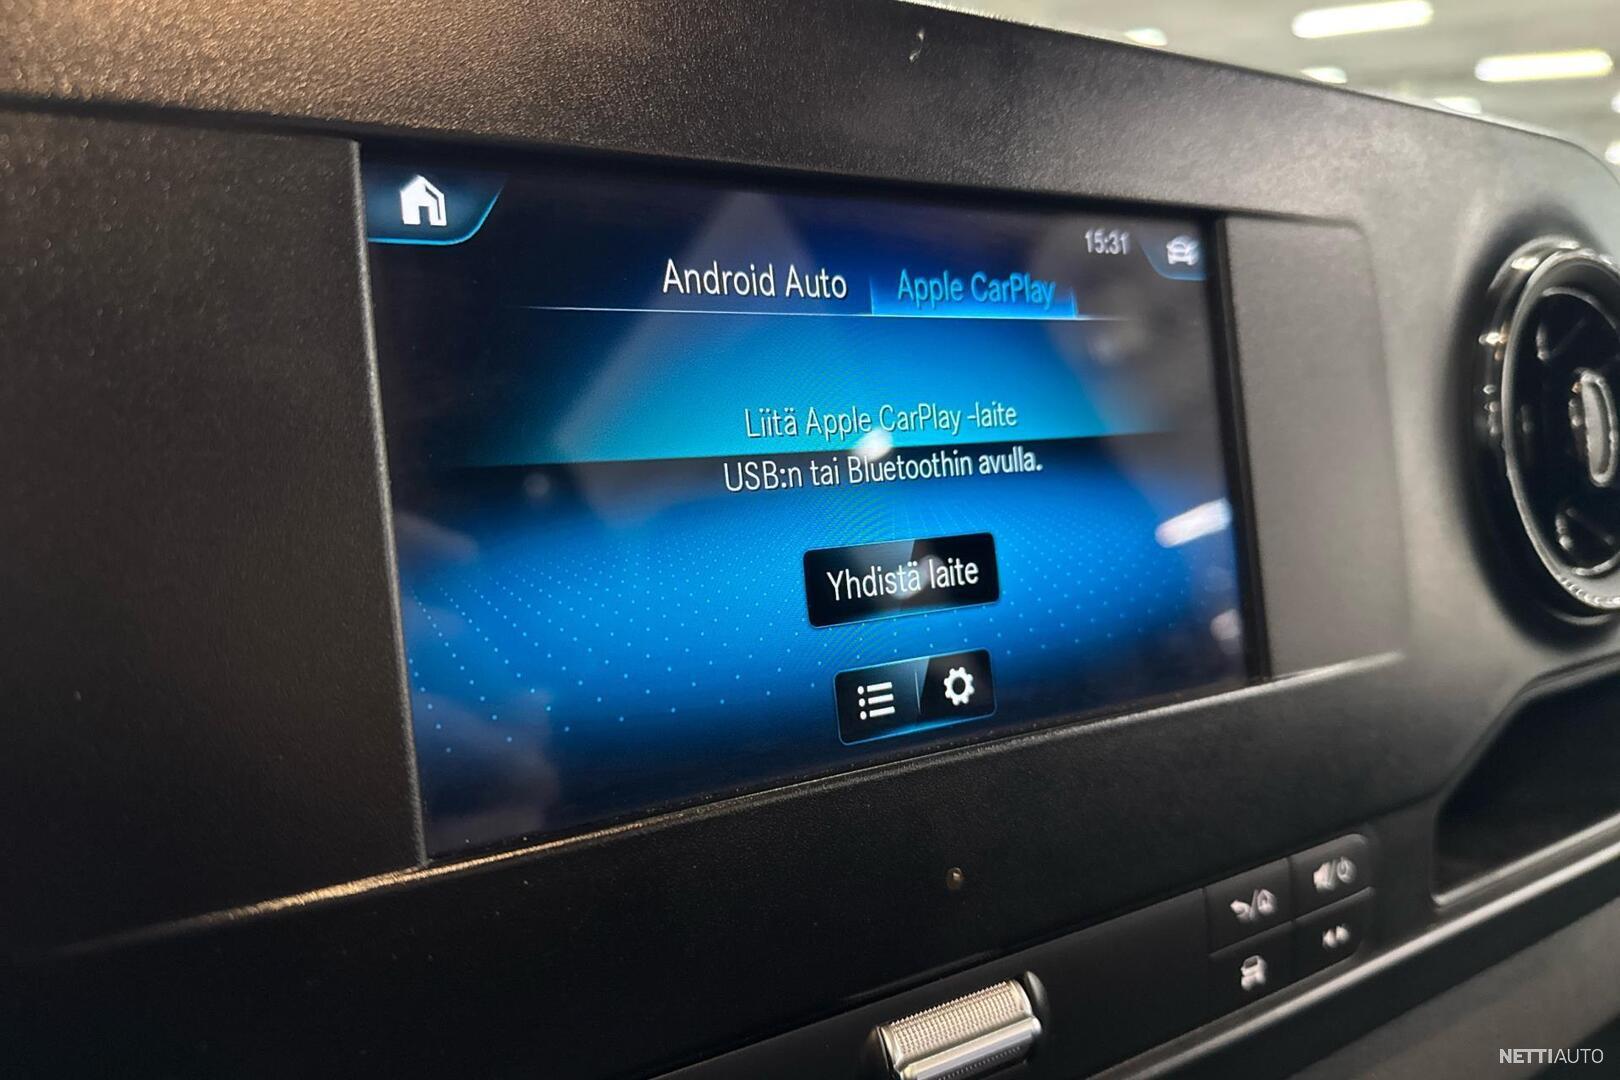 15:31
Android Auto Apple CarPlay
Liitä Apple CarPlay -laite
USB:n tai Bluetoothin avulla.
Yhdistä laite
NETTIAUTO